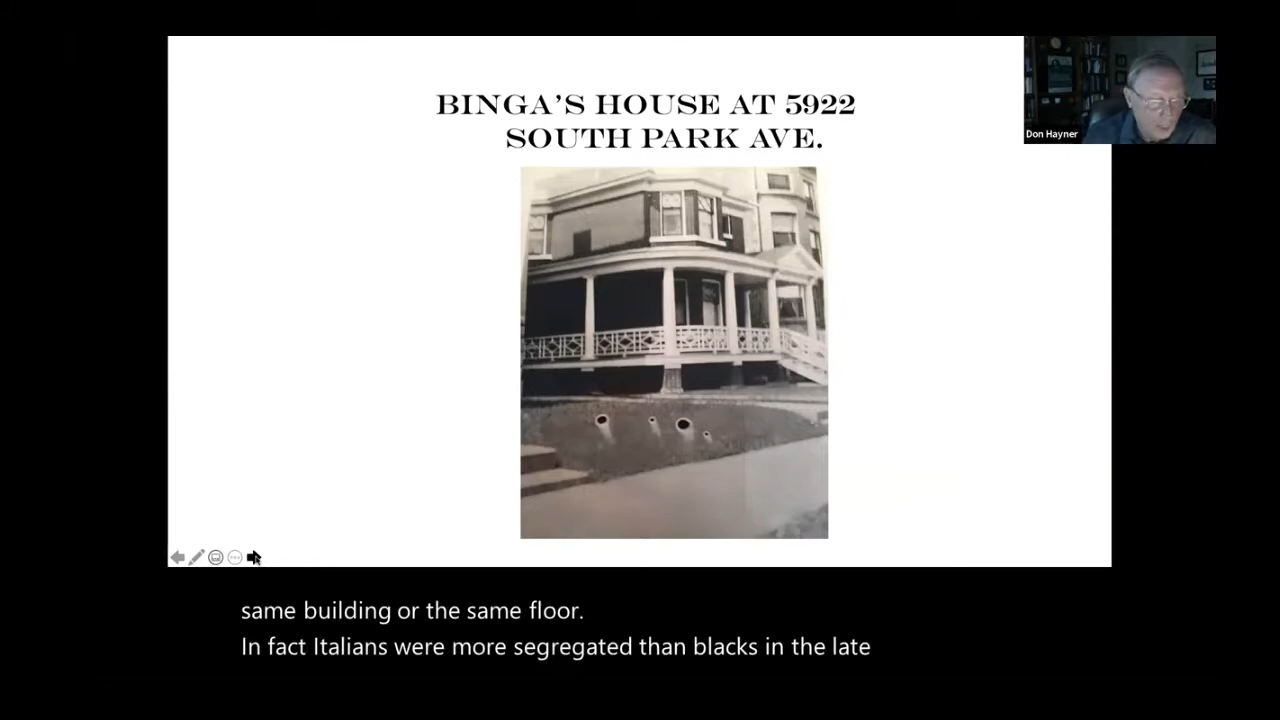 BINGA'S HOUSE AT 5922
SOUTH PARK AVE.
Don Hayner
same building or the same floor.
In fact Italians were more segregated than blacks in the late